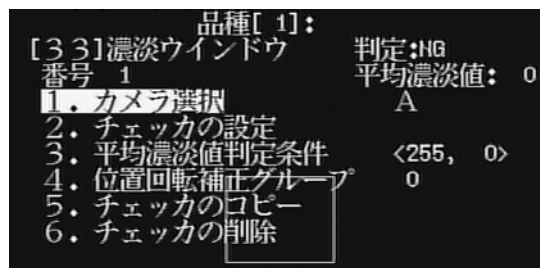 品種[ 1]:
[33]濃淡ウインドウ 判定:NG
番号 1 平均濃淡値: 0
1. カメラ選択 A
2. チェッカの設定
3. 平均濃淡値判定条件 <255, 0>
4. 位置回転補正グループ 0
5. チェッカのコピー
6. チェッカの削除